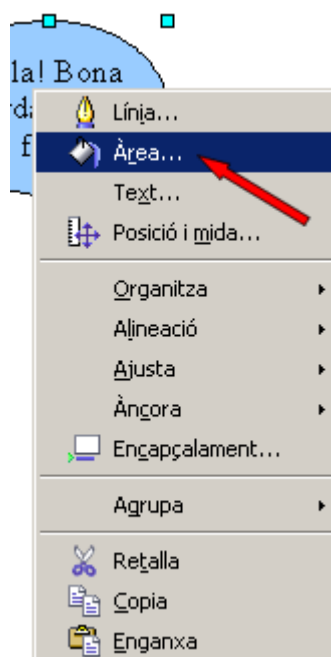 la! Bona
f
Línia...
Àrea...
Text...
Posició i mida...
Organitza
Alineació
Ajusta
Àncora
Encapçalament...
Agrupa
Retalla
Copia
Enganxa